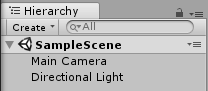 Hierarchy
Create All
SampleScene
Main Camera
Directional Light